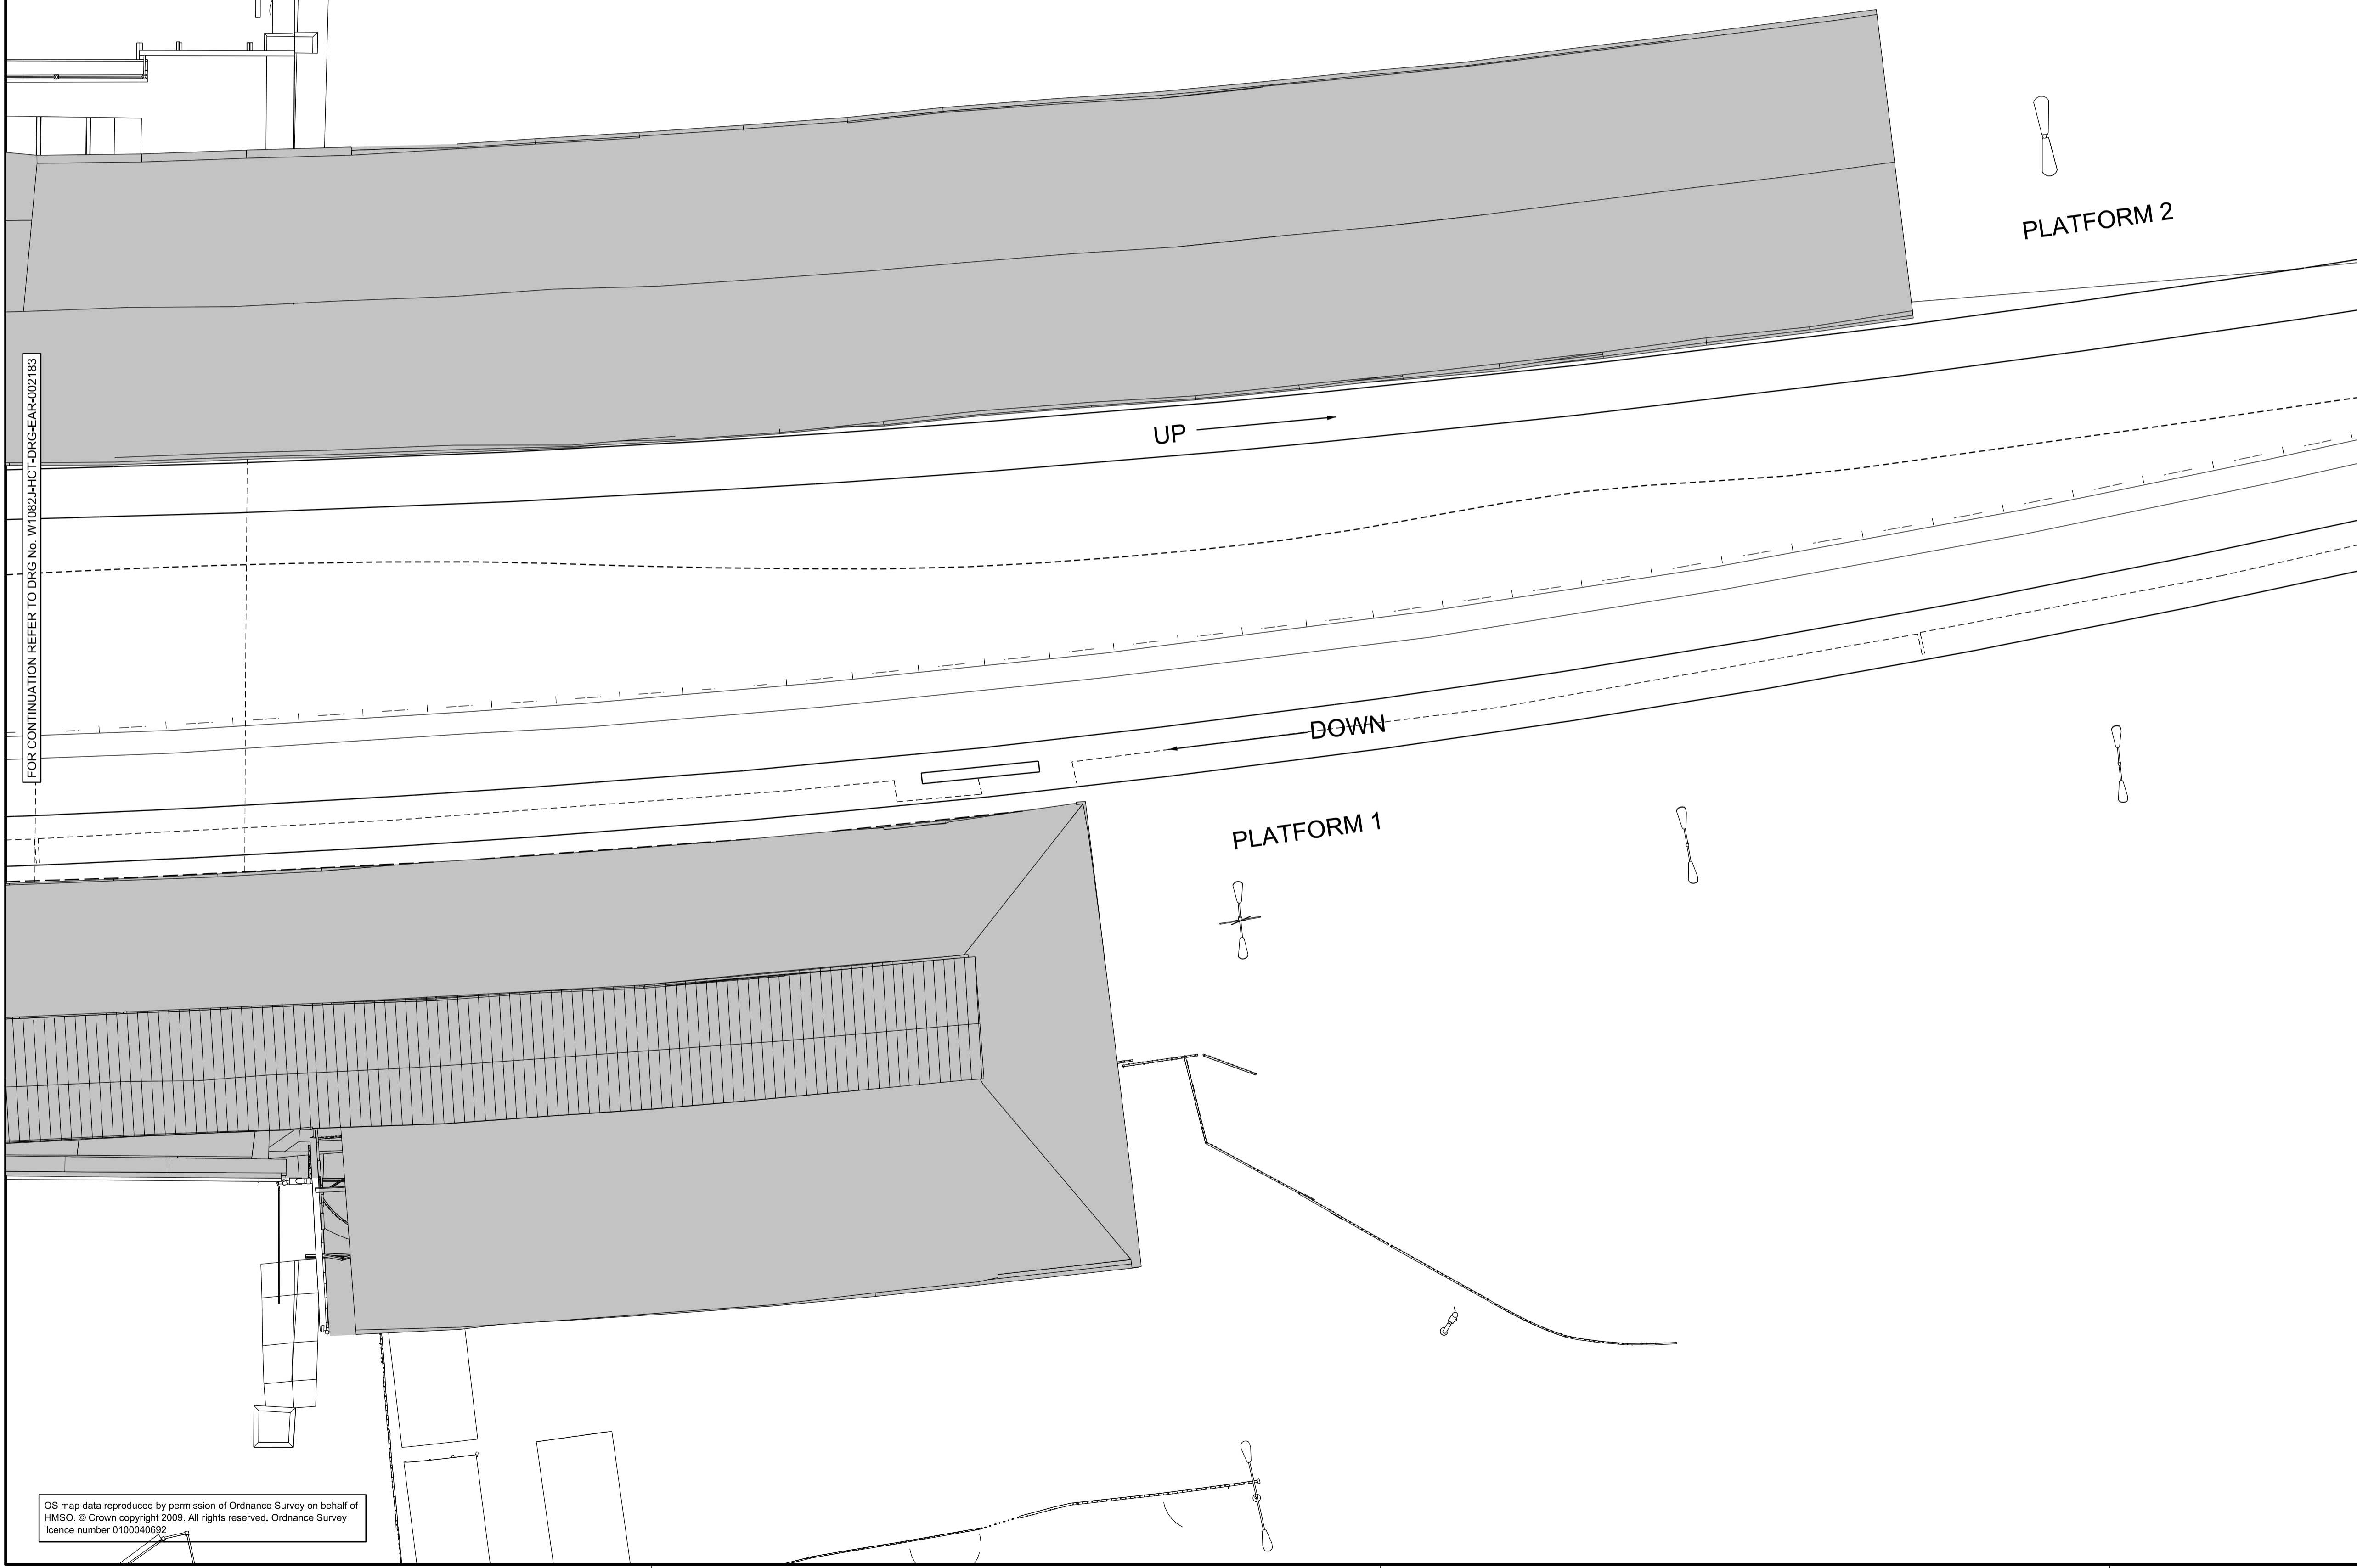 PLATFORM 2
FOR CONTINUATION REFER TO DRG No. W1082J-HCT-DRG-EAR-002183
UP
DOWN
PLATFORM 1
OS map data reproduced by permission of Ordnance Survey on behalf of
HMSO. © Crown copyright 2009. All rights reserved. Ordnance Survey
licence number 0100040692